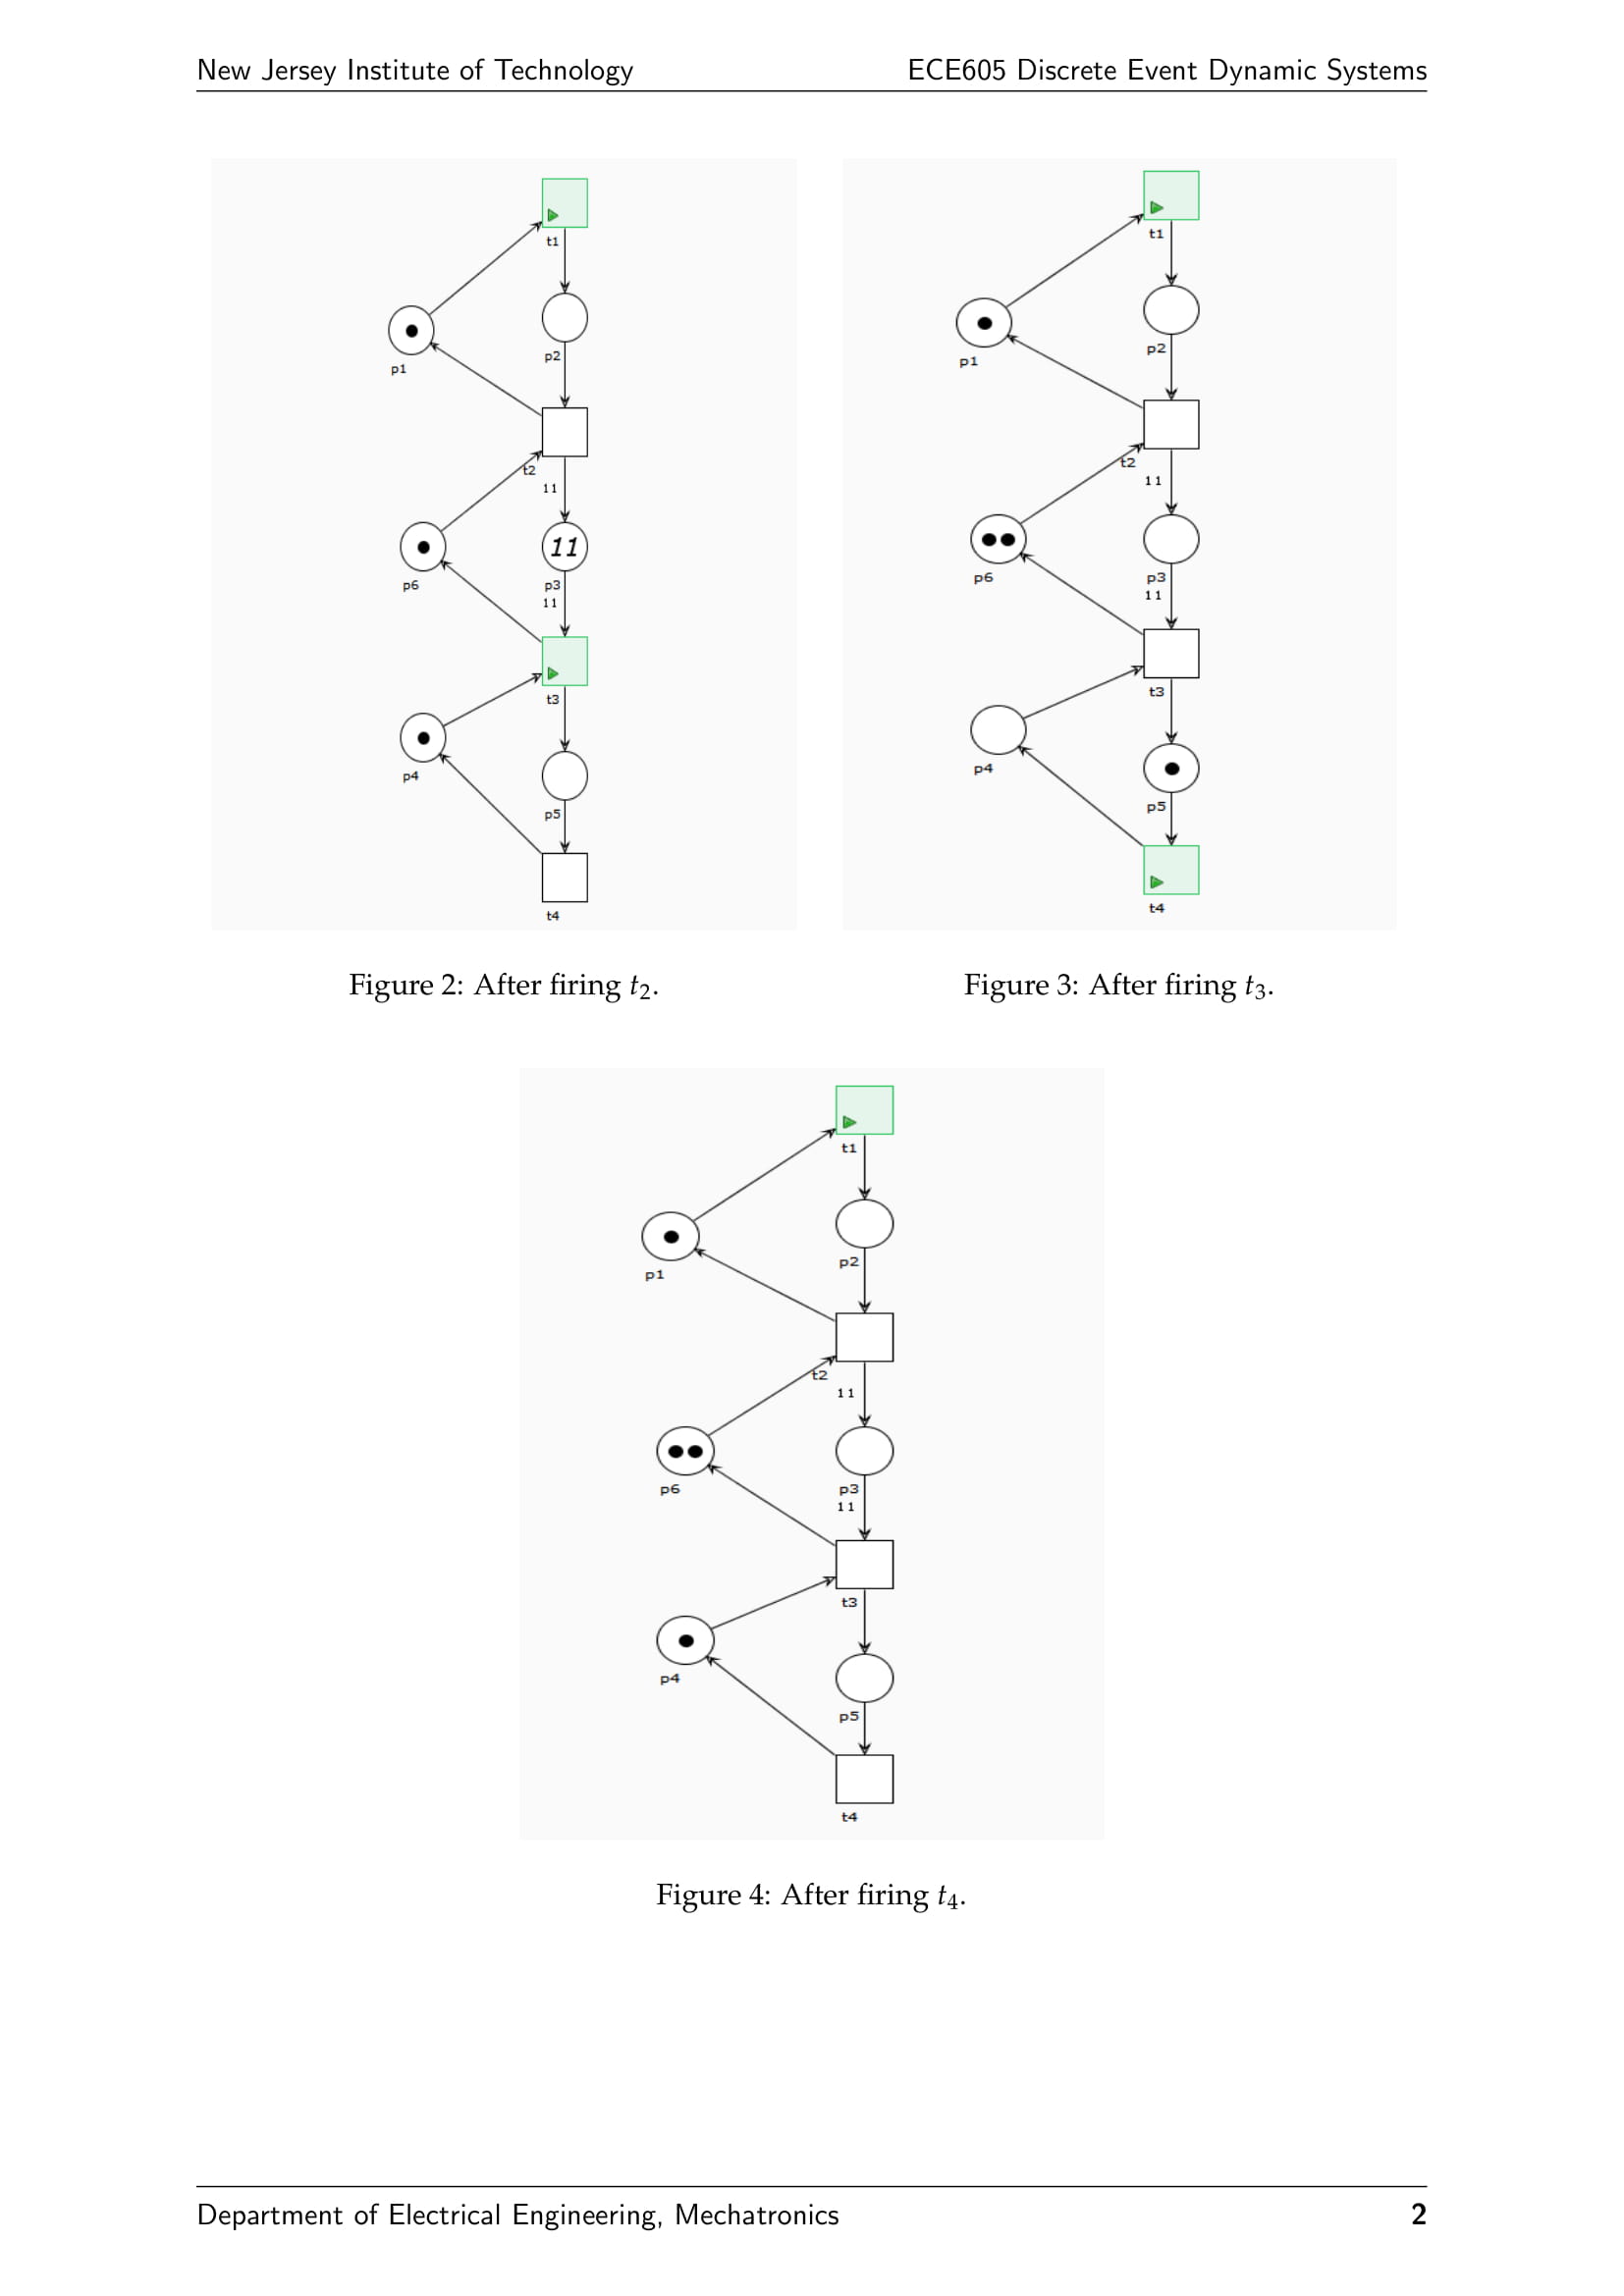 New Jersey Institute of Technology ECE605 Discrete Event Dynamic Systems
t1
p2
p1
t2
11
11
p6
p3
11
t3
p4
p5
t4
Figure 2: After firing t2.
t1
p2
p1
t2
11
p6
p3
11
t3
p4
p5
t4
Figure 3: After firing t3.
t1
p2
p1
t2
11
p6
p3
11
t3
p4
p5
t4
Figure 4: After firing t4.
Department of Electrical Engineering, Mechatronics 2